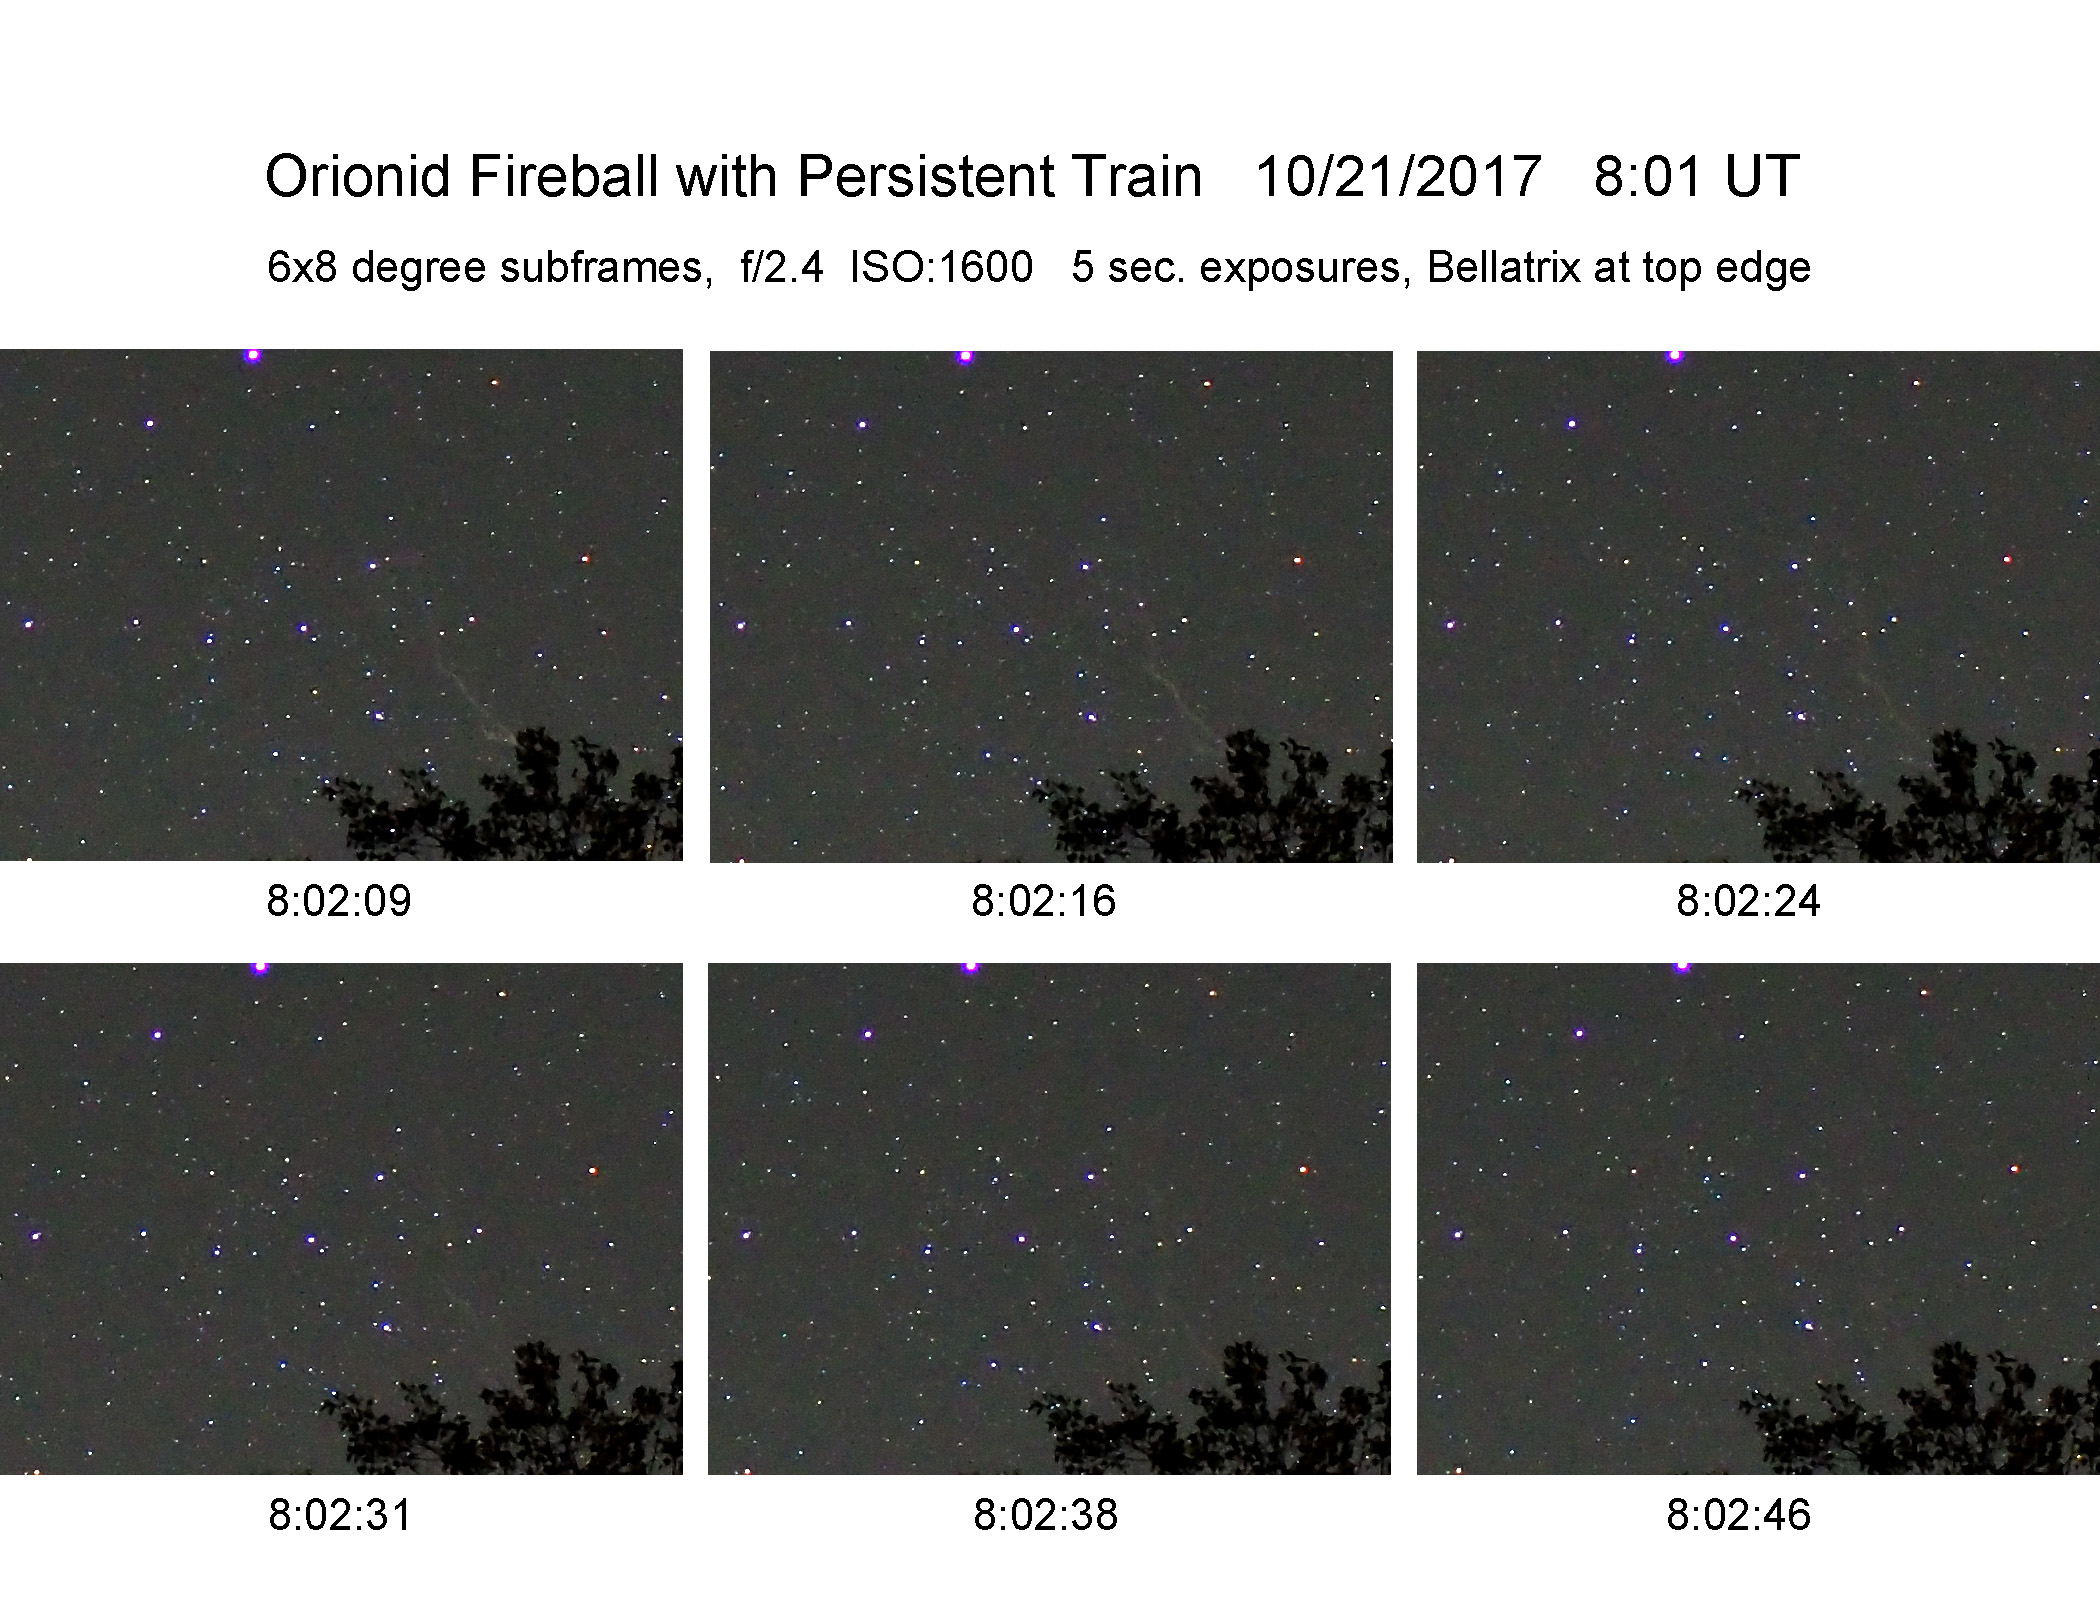 Orionid Fireball with Persistent Train 10/21/2017 8:01 UT
6x8 degree subframes, f/2.4 ISO:1600 5 sec. exposures, Bellatrix at top edge
8:02:09 8:02:16 8:02:24
8:02:31 8:02:38 8:02:46